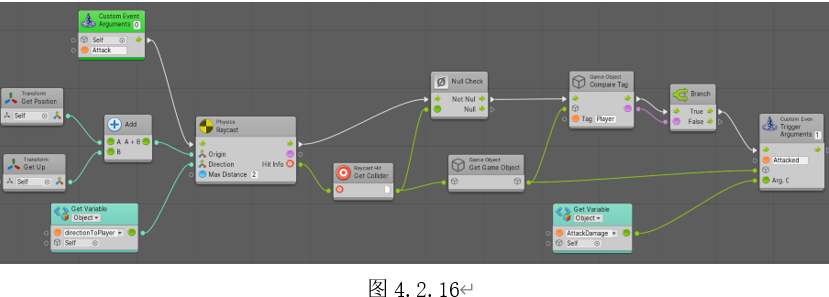 Custom Event
Arguments 0
Self
Attack
Transform
Get Position
Self
Add
A A + B
B
Transform
Get Up
Self
Get Variable
Object
directionToPlayer
Self
Physics
Raycast
Origin
Direction Hit Info
Max Distance 2
Raycast Hit
Get Collider
Null Check
Not Nul
Null
Game Object
Get Game Object
Game Object
Compare Tag
Tag Player
Branch
True
False
Get Variable
Object
AttackDamage
Self
Custom Even
Trigger
Arguments 1
Attacked
Arg. C
图 4.2.16↵